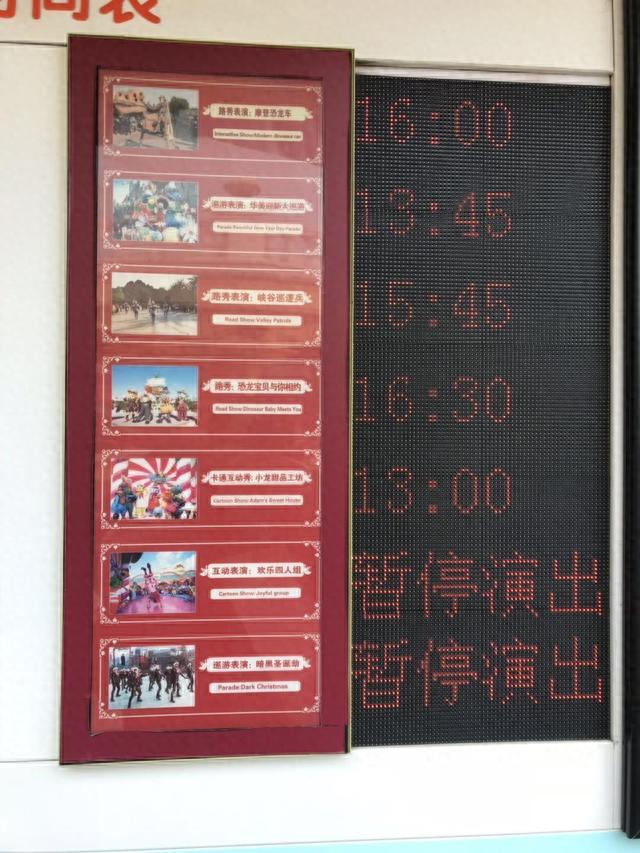 间表
路秀表演：摩登恐龙车
16:00
Interactive Show:Modern dinosaur car
巡游表演：华美迎新大巡游
13:45
Parade:Beautiful New Year Day Parade
路秀表演：峡谷巡逻兵
15:45
Road Show:Valley Patrols
路秀：恐龙宝贝与你相约
16:30
Road Show:Dinosaur Baby Meets You
卡通互动秀：小龙甜品工坊
13:00
Cartoon Show:Adam's Sweet House
互动表演：欢乐四人组
暂停演出
Cartoon Show:Joyful group
巡游表演：暗黑圣诞劫
暂停演出
Parade:Dark Christmas